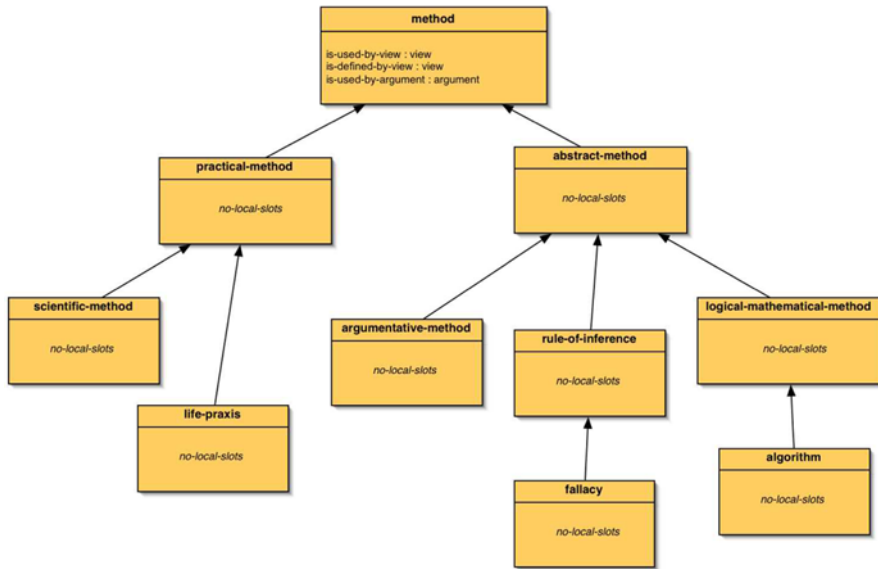 method
is-used-by-view : view
is-defined-by-view : view
is-used-by-argument : argument
practical-method
no-local-slots
abstract-method
no-local-slots
scientific-method
no-local-slots
life-praxis
no-local-slots
argumentative-method
no-local-slots
rule-of-inference
no-local-slots
logical-mathematical-method
no-local-slots
fallacy
no-local-slots
algorithm
no-local-slots